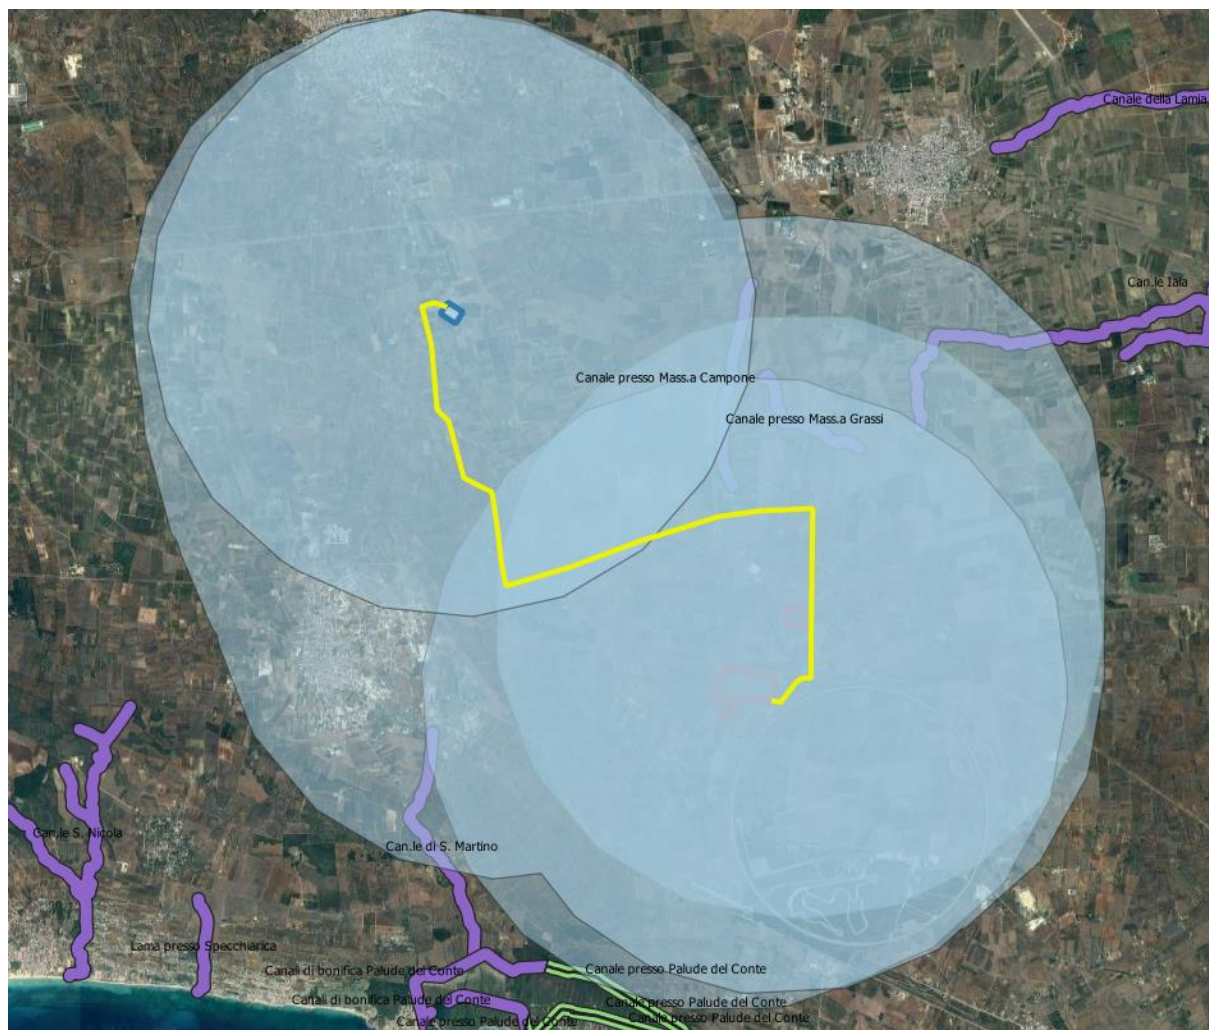 Canale della Lamia
Can.le Iaia
Canale presso Mass.a Campone
Canale presso Mass.a Grassi
Can.le S. Nicola
Can.le di S. Martino
Lama presso Specchiarica
Canali di bonifica Palude del Conte
Canale presso Palude del Conte
Canali di bonifica Palude del Conte
Canale presso Palude del Conte
Canale presso Palude del Conte
Canale presso Palude del Conte